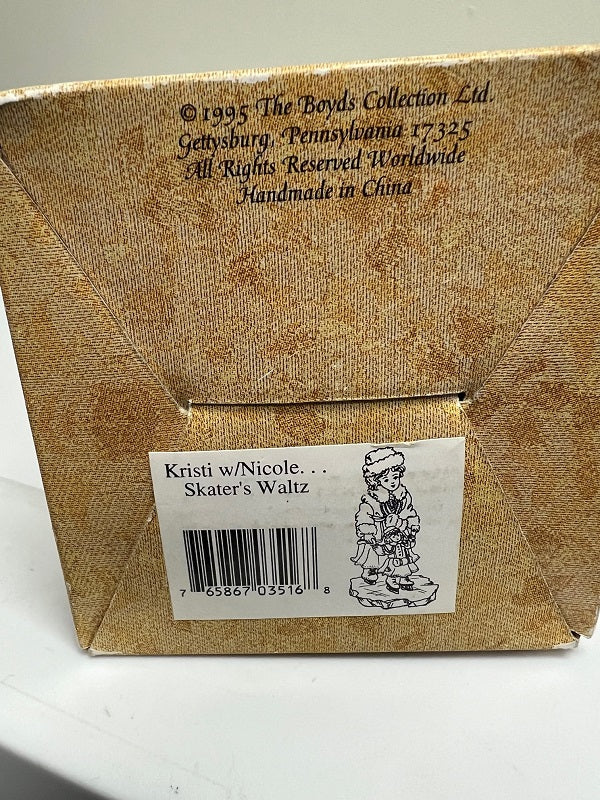 © 1995 The Boyds Collection Ltd.
Gettysburg, Pennsylvania 17325
All Rights Reserved Worldwide
Handmade in China
Kristi w/Nicole. . .
Skater's Waltz
7 65867 03516 8